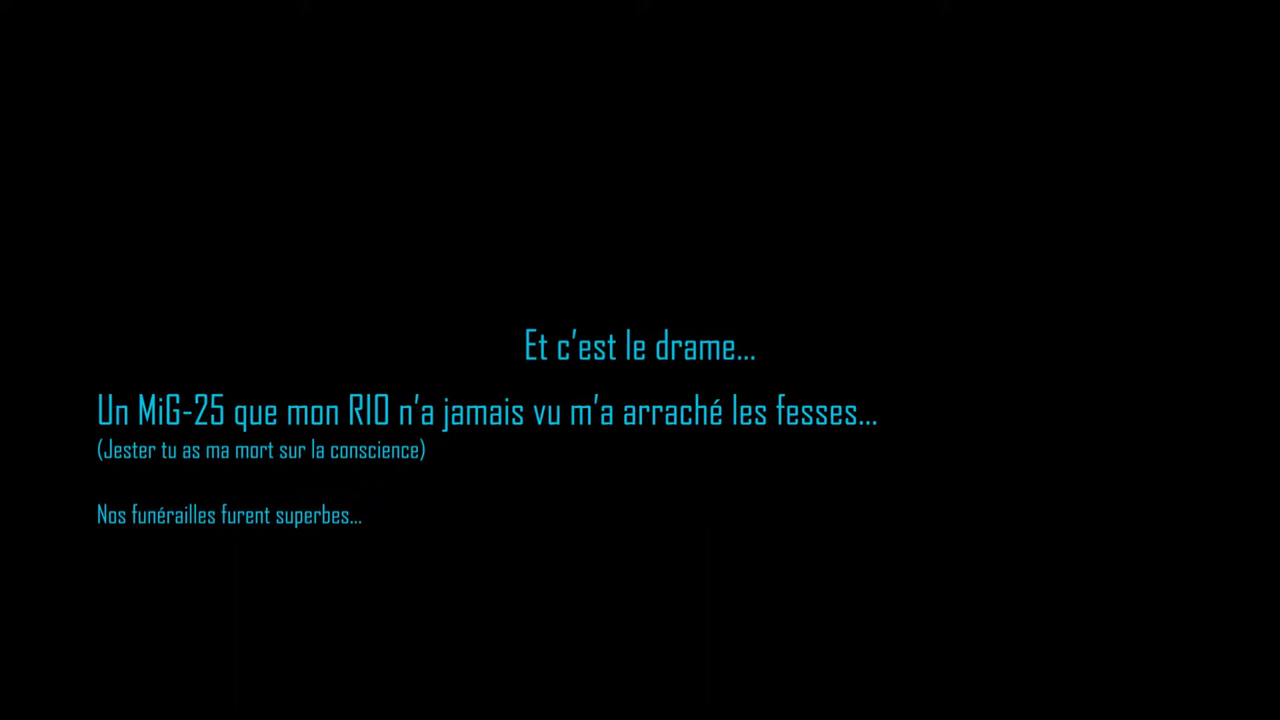 Et c’est le drame...
Un MiG-25 que mon RIO n’a jamais vu m’a arraché les fesses...
(Jester tu as ma mort sur la conscience)
Nos funérailles furent superbes...